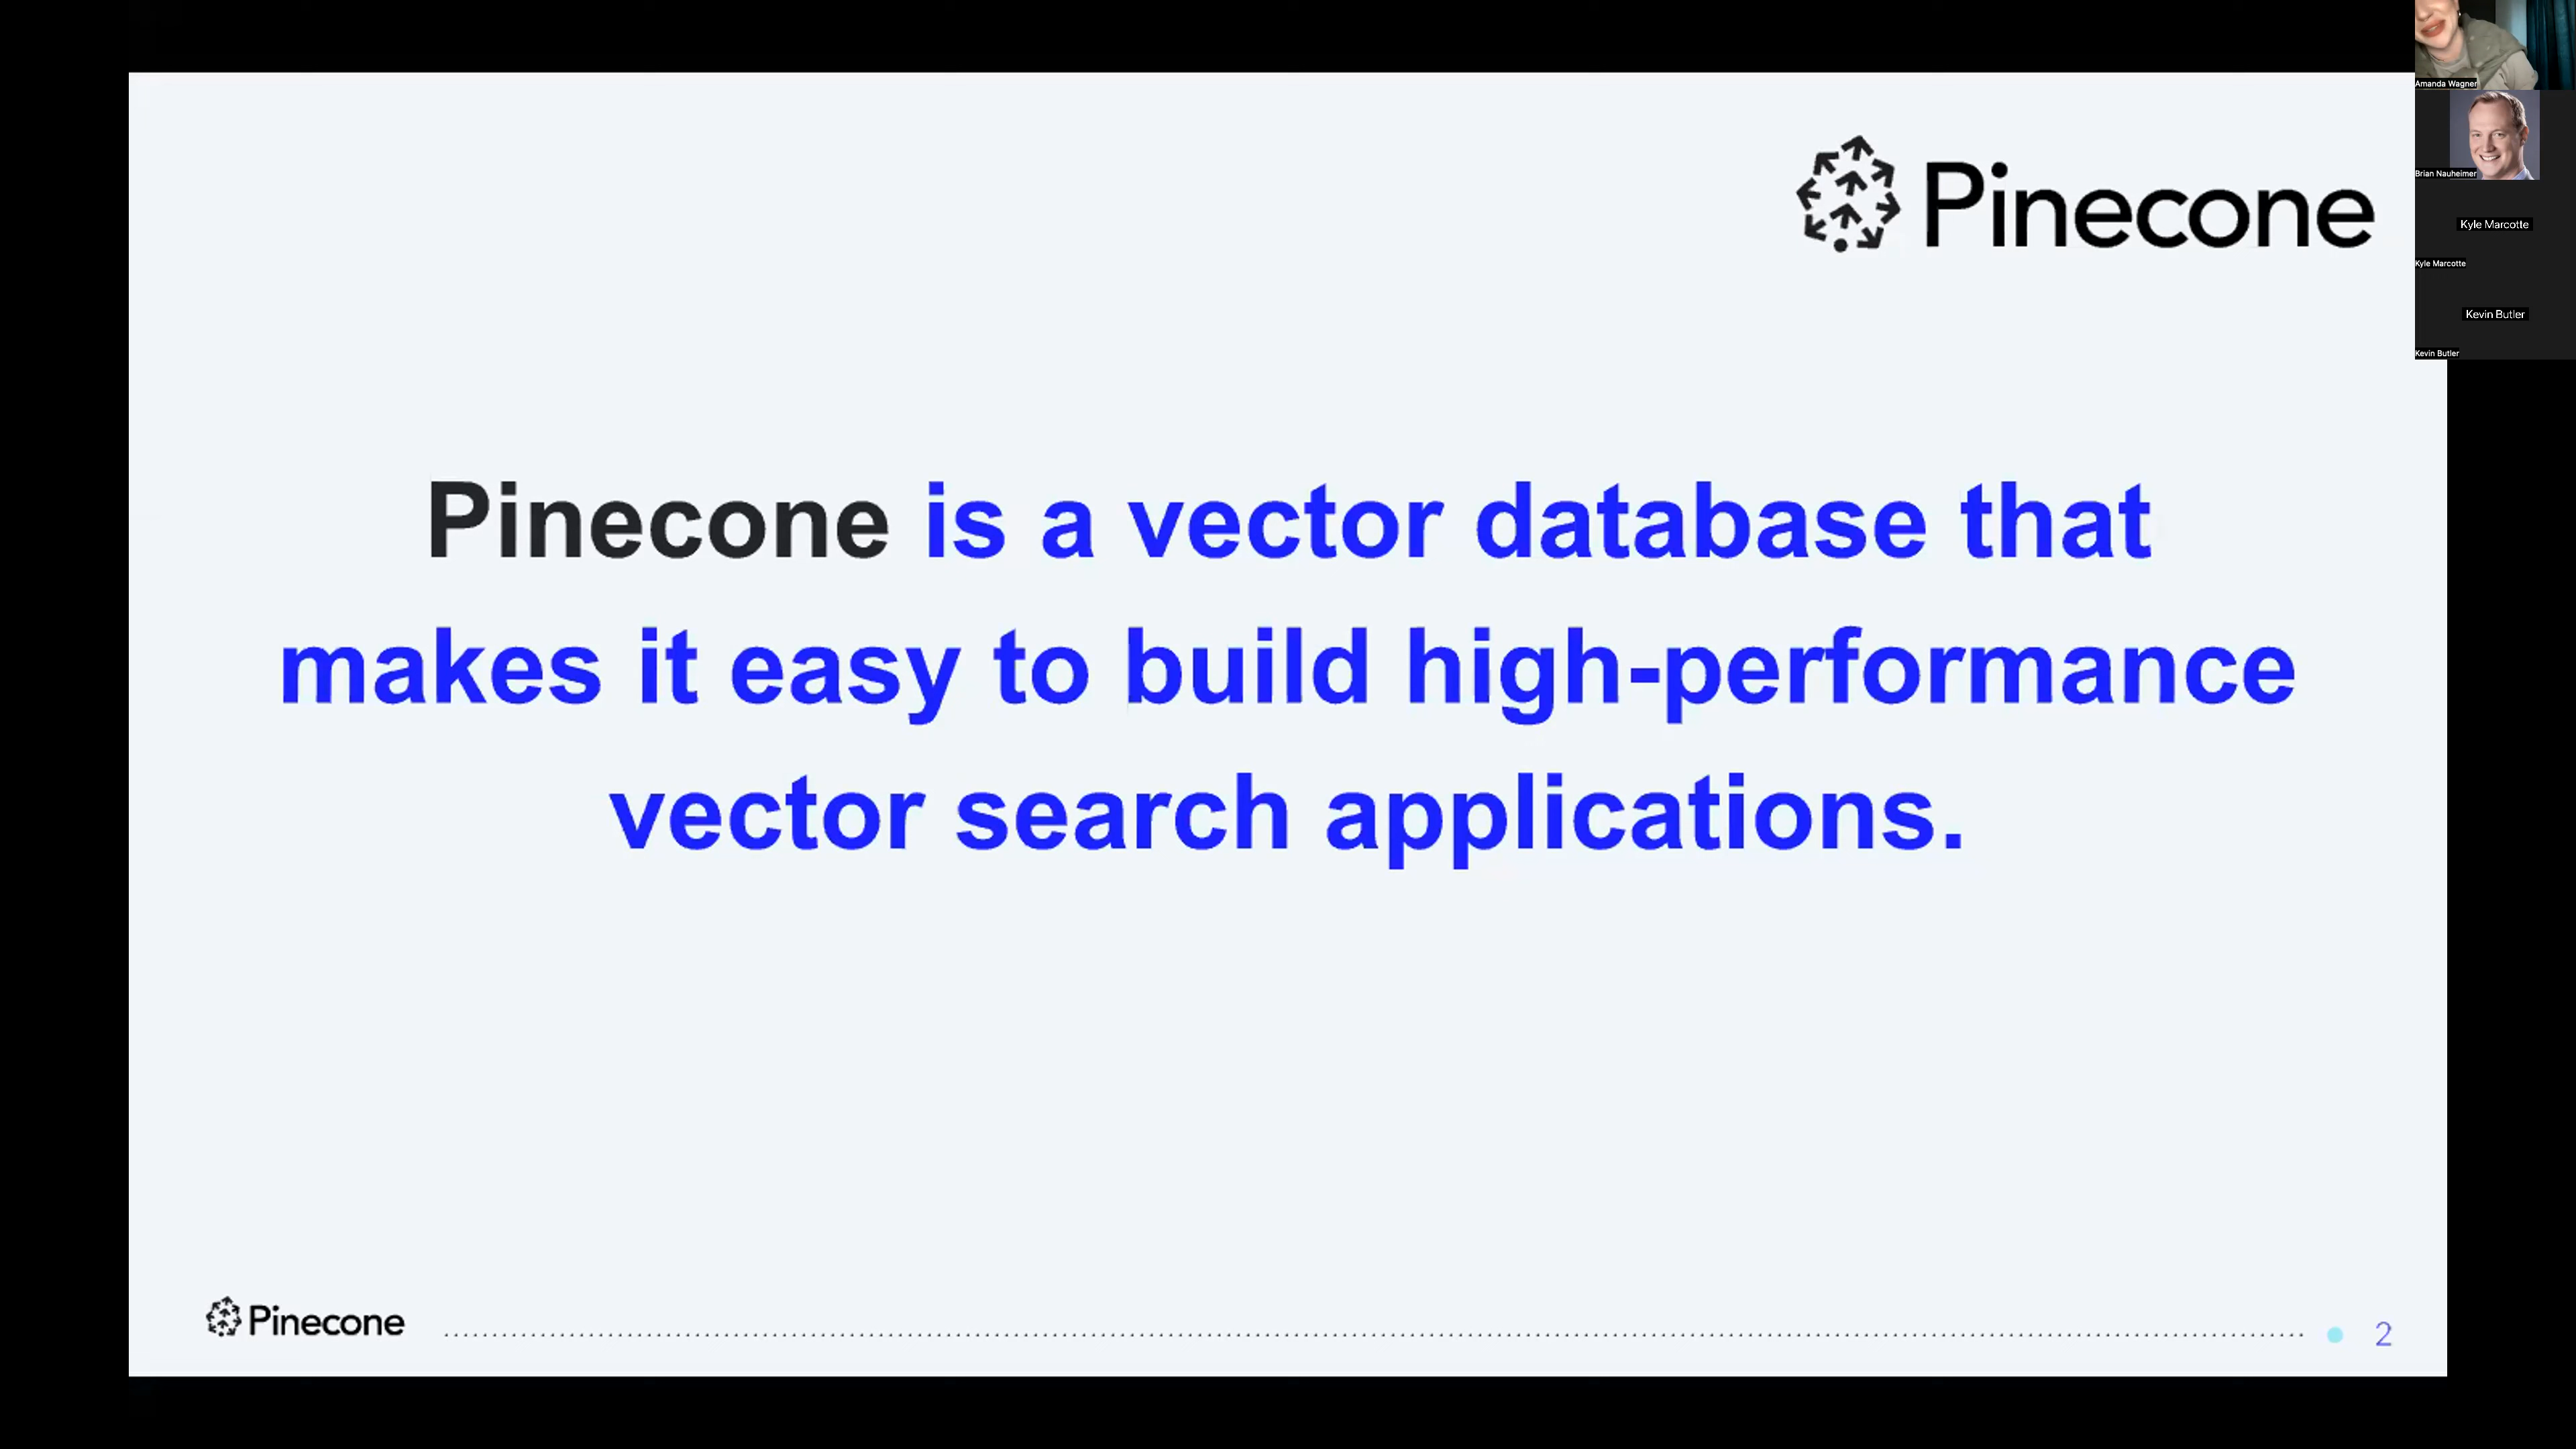 Amanda Wagner
Brian Nauheimer
Kyle Marcotte
Kyle Marcotte
Kevin Butler
Kevin Butler
Pinecone
Pinecone is a vector database that
makes it easy to build high-performance
vector search applications.
Pinecone
2